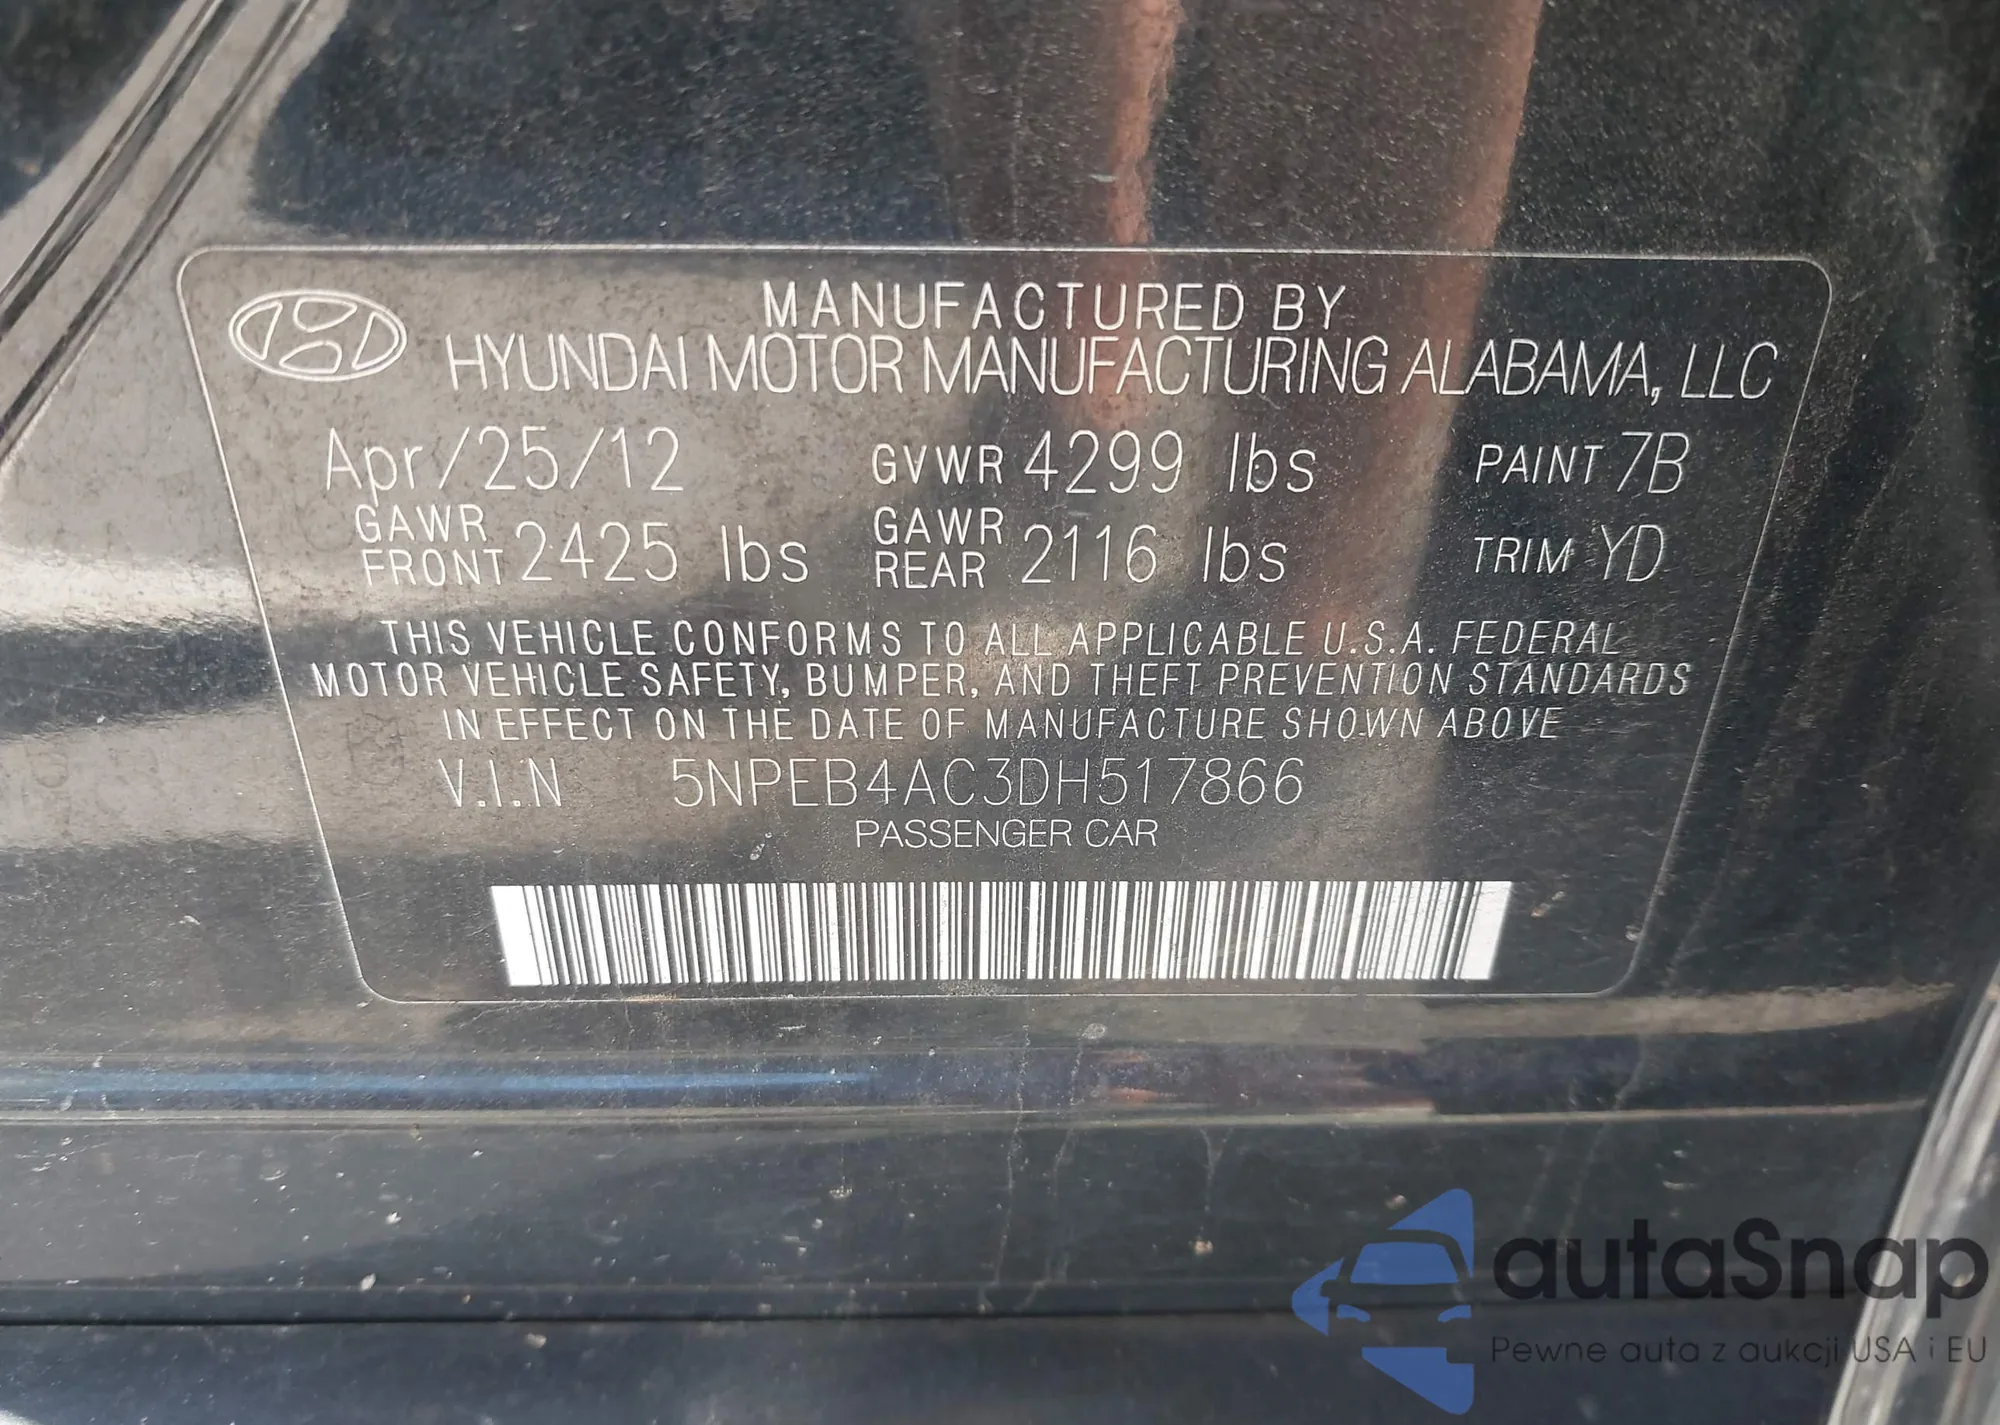 MANUFACTURED BY
HYUNDAI MOTOR MANUFACTURING ALABAMA, LLC
Apr/25/12 GVWR 4299 lbs PAINT 7B
GAWR FRONT 2425 lbs GAWR REAR 2116 lbs TRIM YD
THIS VEHICLE CONFORMS TO ALL APPLICABLE U.S.A. FEDERAL
MOTOR VEHICLE SAFETY, BUMPER, AND THEFT PREVENTION STANDARDS
IN EFFECT ON THE DATE OF MANUFACTURE SHOWN ABOVE
V.I.N 5NPEB4AC3DH517866
PASSENGER CAR
autaSnap
Pewne auta z aukcji USA i EU